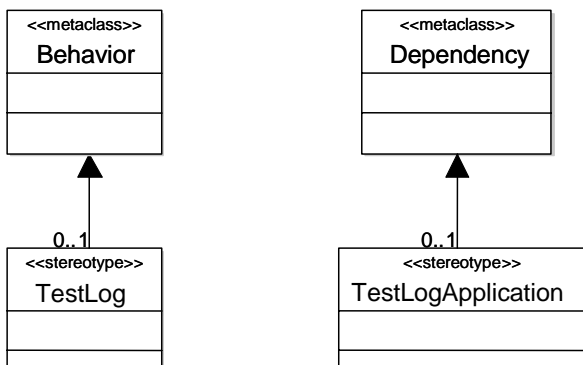 <<metaclass>>
Behavior
0..1
<<stereotype>>
TestLog
<<metaclass>>
Dependency
0..1
<<stereotype>>
TestLogApplication